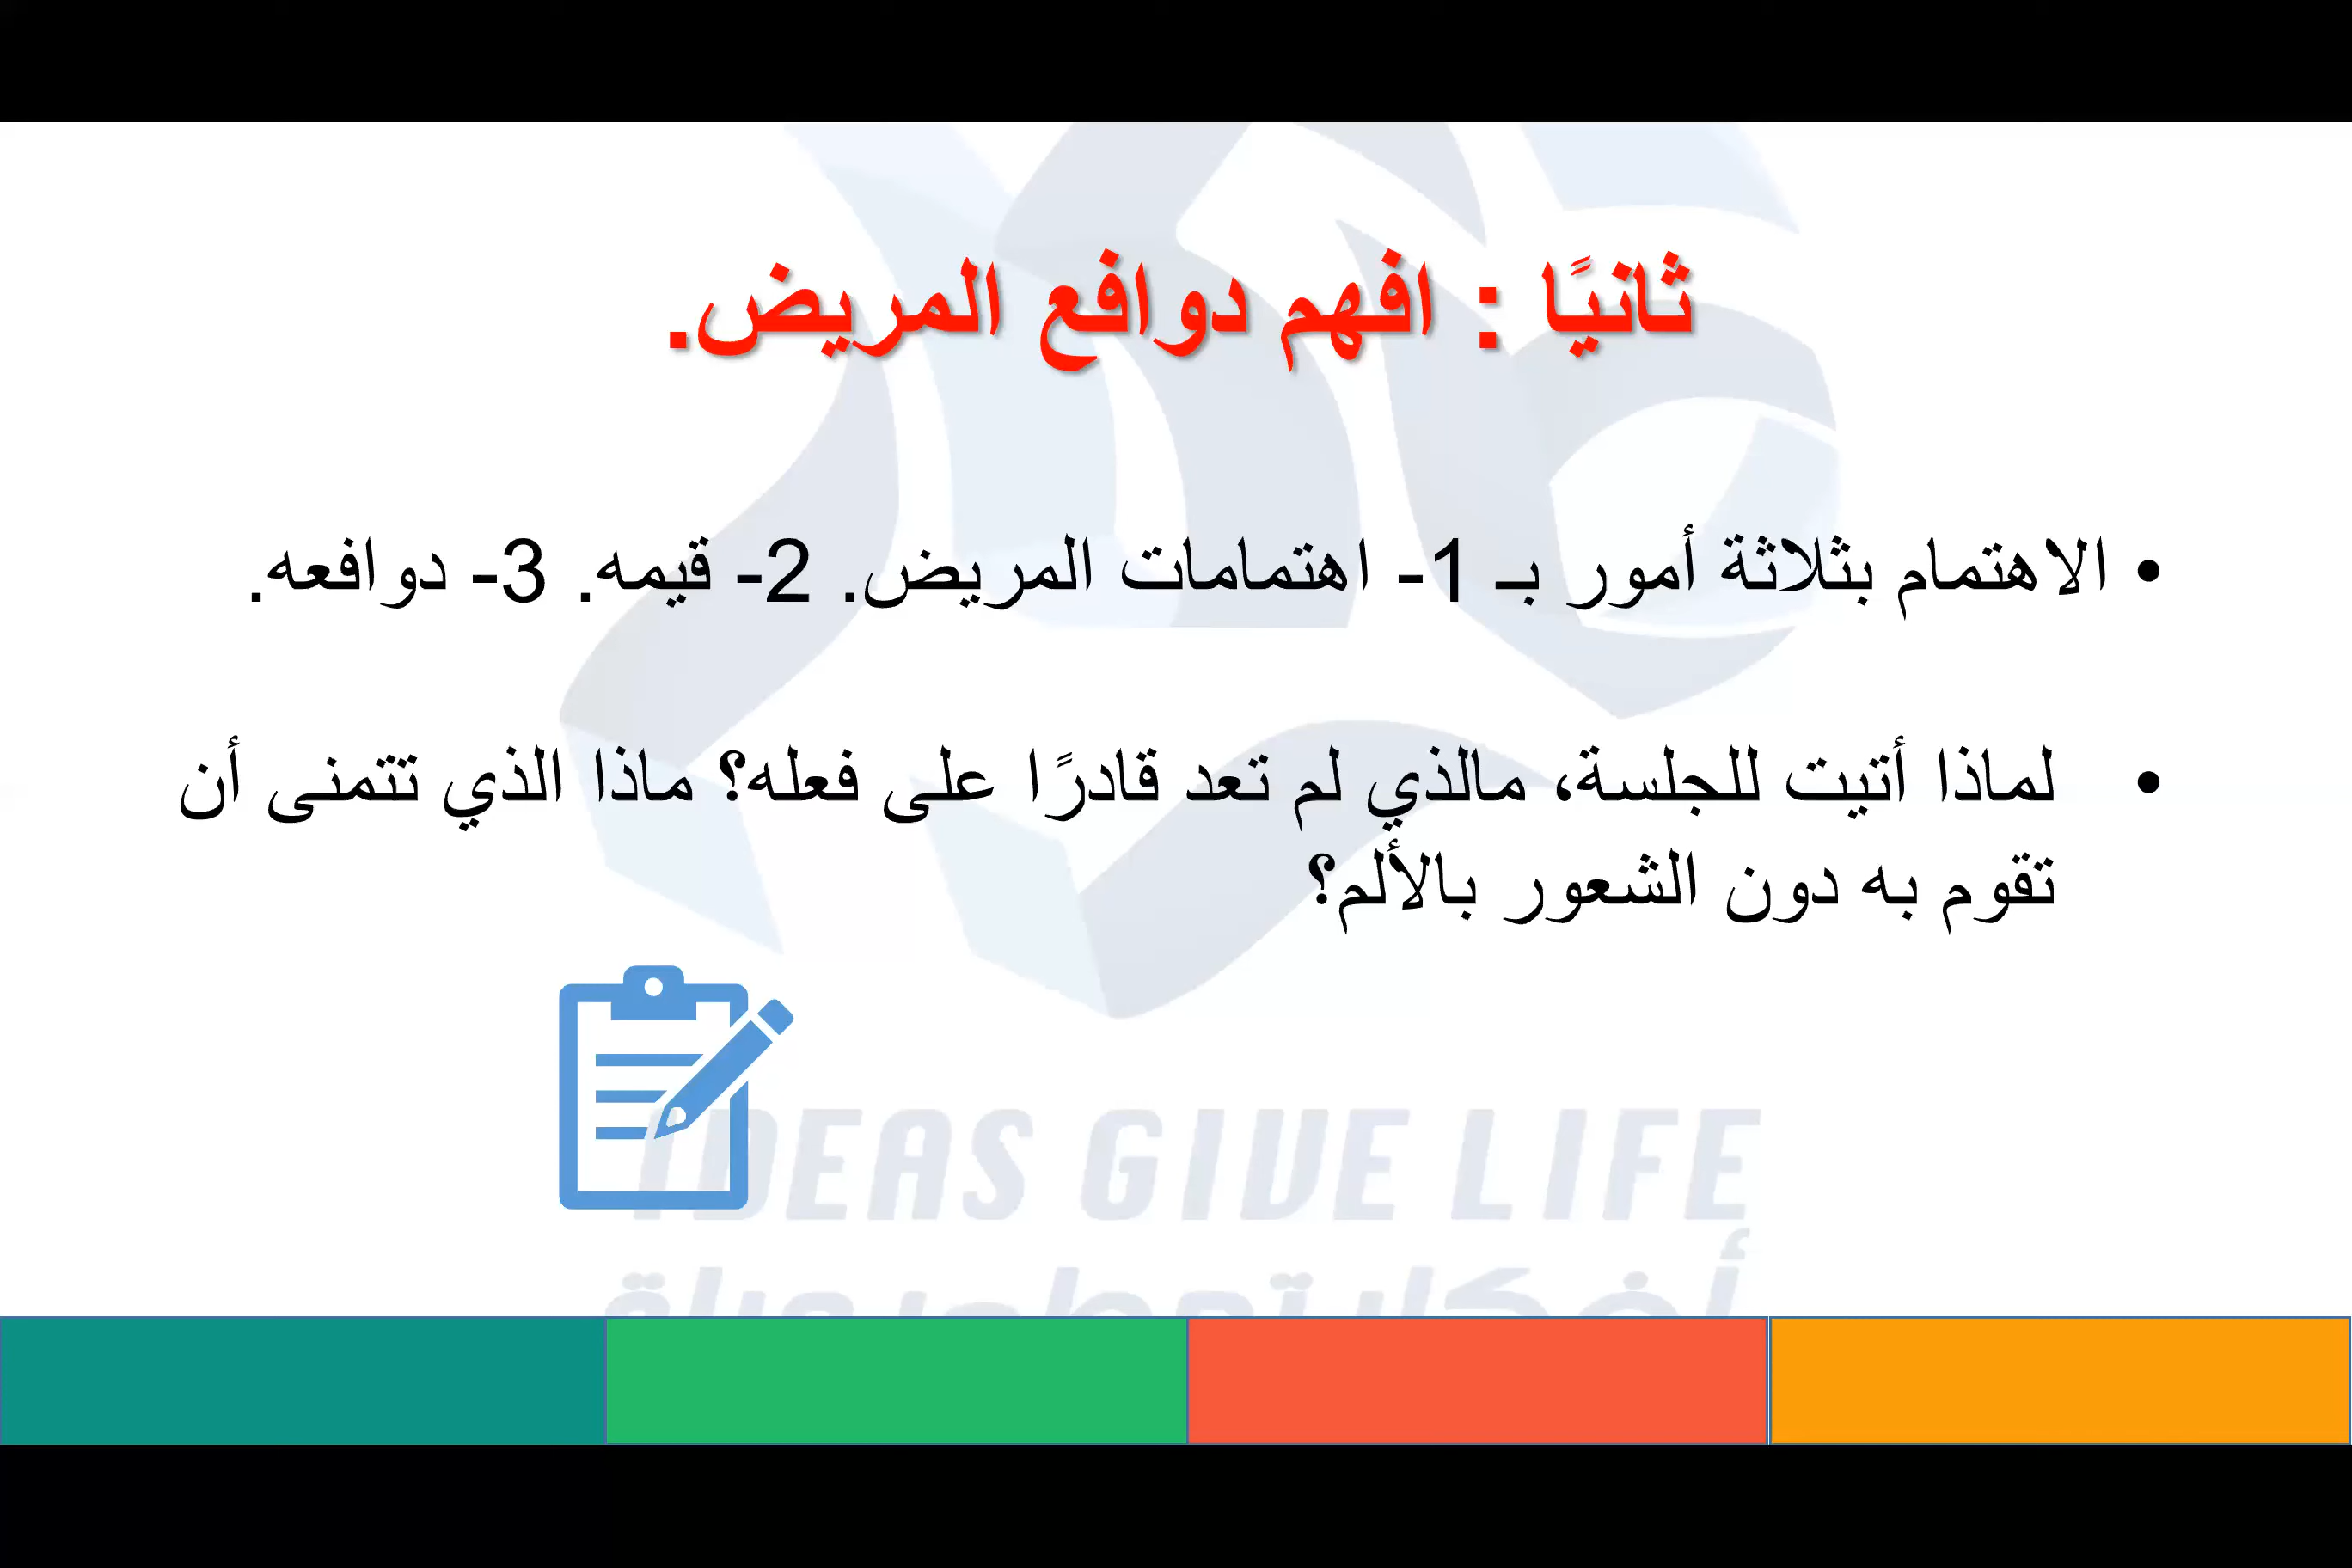 ثانيًا : افهم دوافع المريض.
• الاهتمام بثلاثة أمور بـ 1- اهتمامات المريض. 2- قيمه. 3- دوافعه.
• لماذا أتيت للجلسة، مالذي لم تعد قادرًا على فعله؟ ماذا الذي تتمنى أن
تقوم به دون الشعور بالألم؟
IDEAS GIVE LIFE